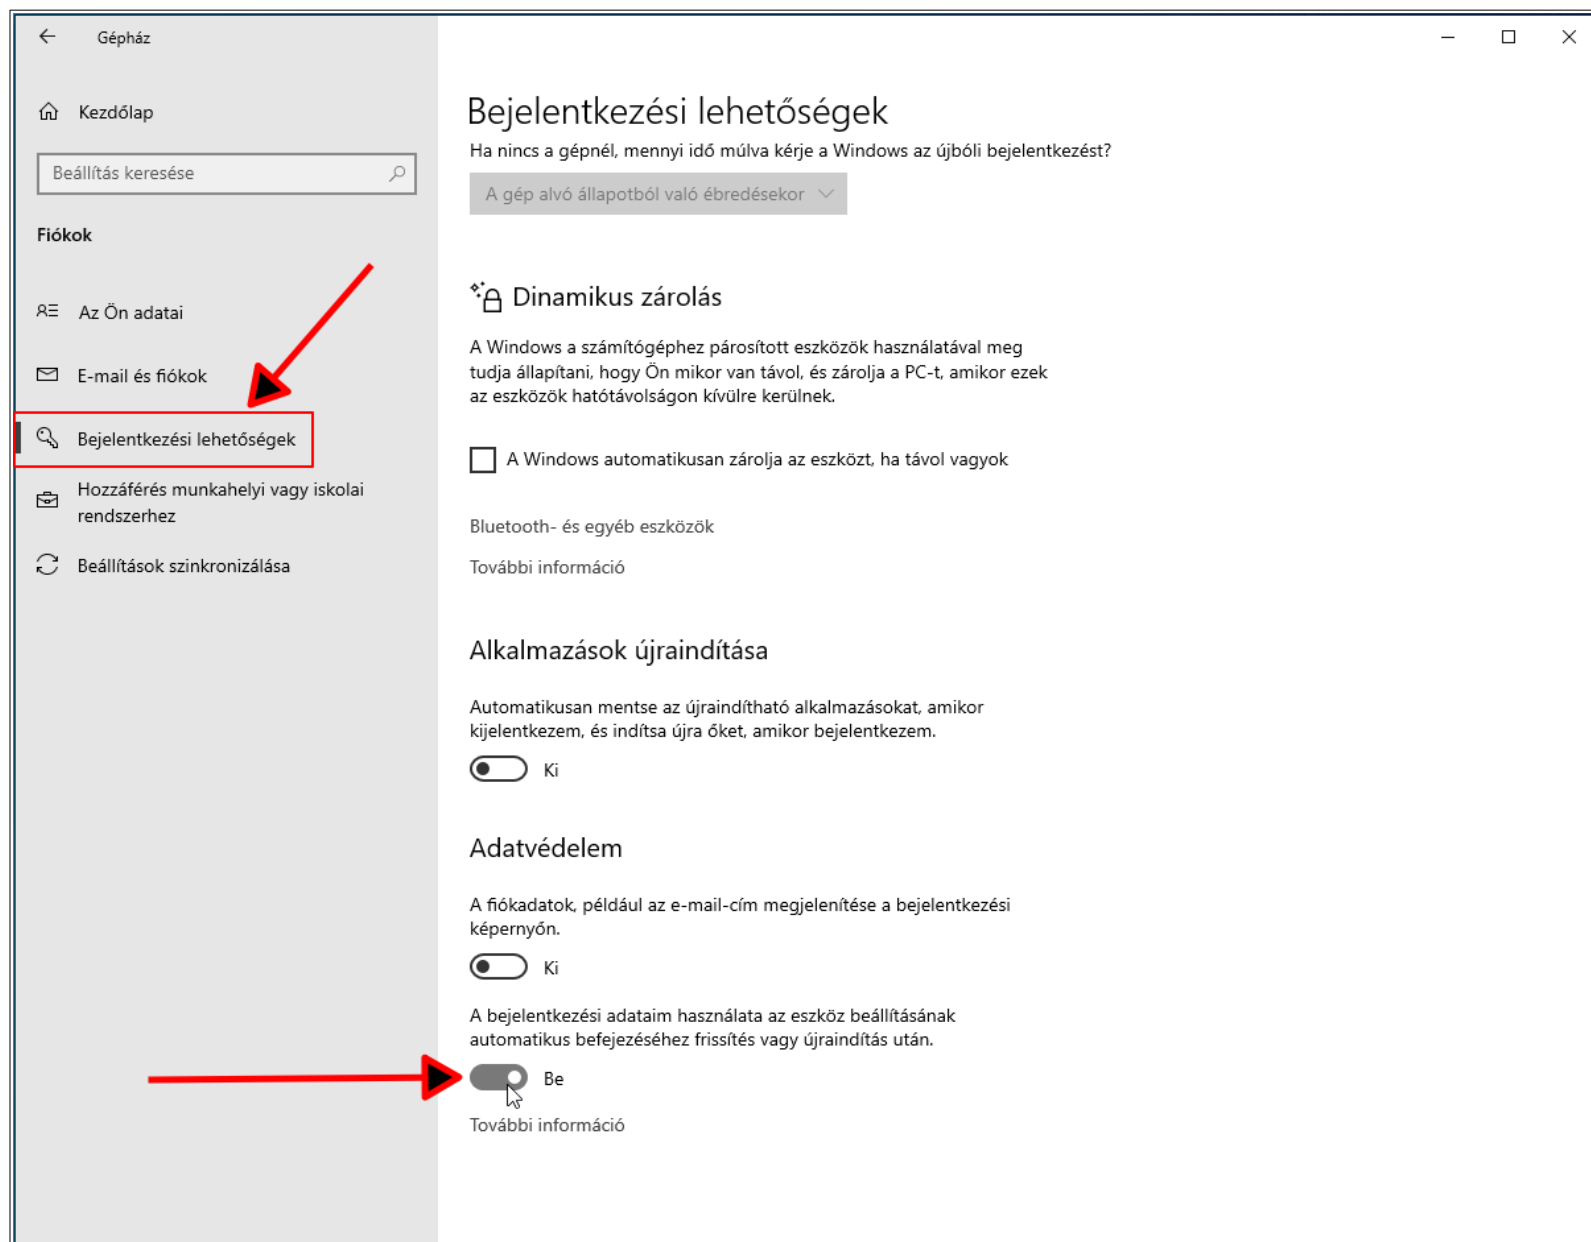 Gépház
Kezdőlap
Beállítás keresése
Fiókok
Az Ön adatai
E-mail és fiókok
Bejelentkezési lehetőségek
Hozzáférés munkahelyi vagy iskolai
rendszerhez
Beállítások szinkronizálása
Bejelentkezési lehetőségek
Ha nincs a gépnél, mennyi idő múlva kérje a Windows az újbóli bejelentkezést?
A gép alvó állapotból való ébredésekor
Dinamikus zárolás
A Windows a számítógéphez párosított eszközök használatával meg
tudja állapítani, hogy Ön mikor van távol, és zárolja a PC-t, amikor ezek
az eszközök hatótávolságon kívülre kerülnek.
A Windows automatikusan zárolja az eszközt, ha távol vagyok
Bluetooth- és egyéb eszközök
További információ
Alkalmazások újraindítása
Automatikusan mentse az újraindítható alkalmazásokat, amikor
kijelentkezem, és indítsa újra őket, amikor bejelentkezem.
Ki
Adatvédelem
A fiókadatok, például az e-mail-cím megjelenítése a bejelentkezési
képernyőn.
Ki
A bejelentkezési adataim használata az eszköz beállításának
automatikus befejezéséhez frissítés vagy újraindítás után.
Be
További információ